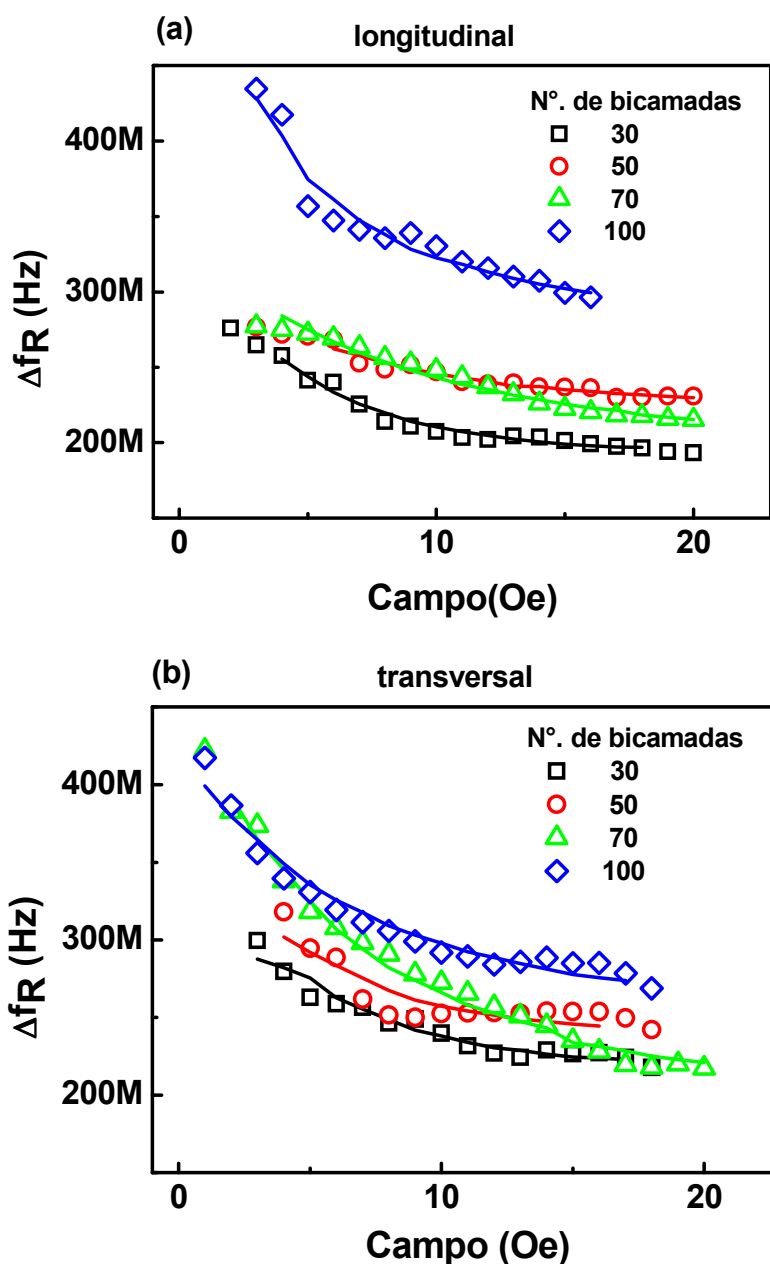 (a) longitudinal
N°. de bicamadas
30
50
70
100
400M
300M
200M
ΔfR (Hz)
0 10 20
Campo(Oe)
(b) transversal
N°. de bicamadas
30
50
70
100
400M
300M
200M
ΔfR (Hz)
0 10 20
Campo (Oe)